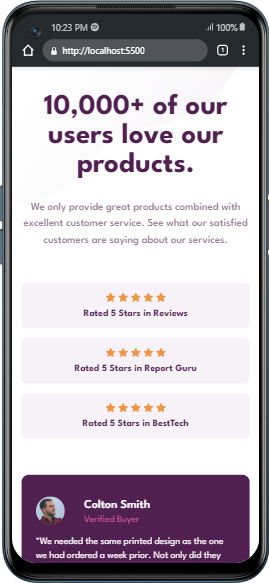 10:23 PM
100%
http://localhost:5500
1
10,000+ of our
users love our
products.
We only provide great products combined with
excellent customer service. See what our satisfied
customers are saying about our services.
Rated 5 Stars in Reviews
Rated 5 Stars in Report Guru
Rated 5 Stars in BestTech
Colton Smith
Verified Buyer
"We needed the same printed design as the one
we had ordered a week prior. Not only did they